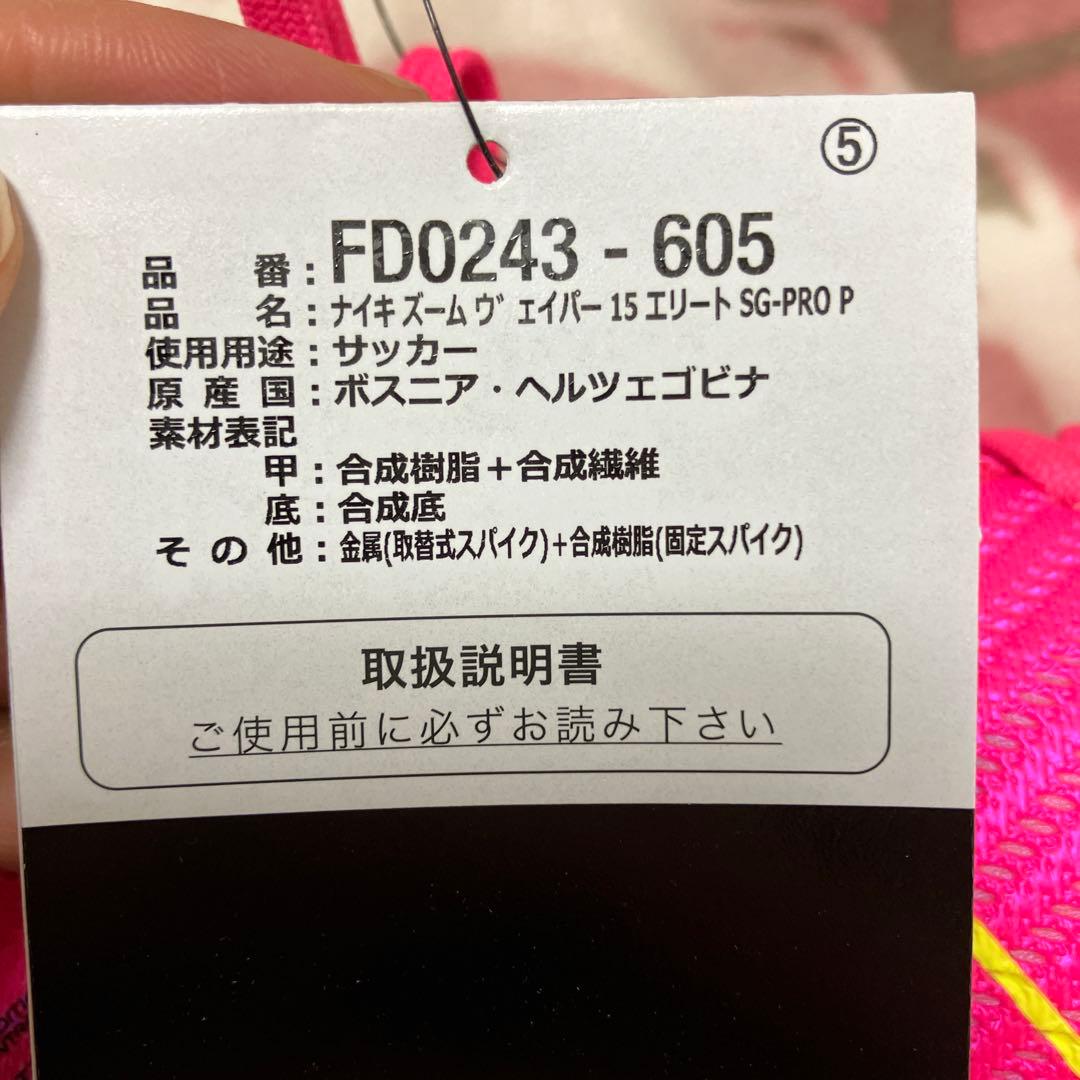 ⑤
品番：FD0243 - 605
品名：ナイキ ズーム ヴェイパー 15 エリート SG-PRO P
使用用途：サッカー
原産国：ボスニア・ヘルツェゴビナ
素材表記
甲：合成樹脂＋合成繊維
底：合成底
その他：金属(取替式スパイク)＋合成樹脂(固定スパイク)
取扱説明書
ご使用前に必ずお読み下さい